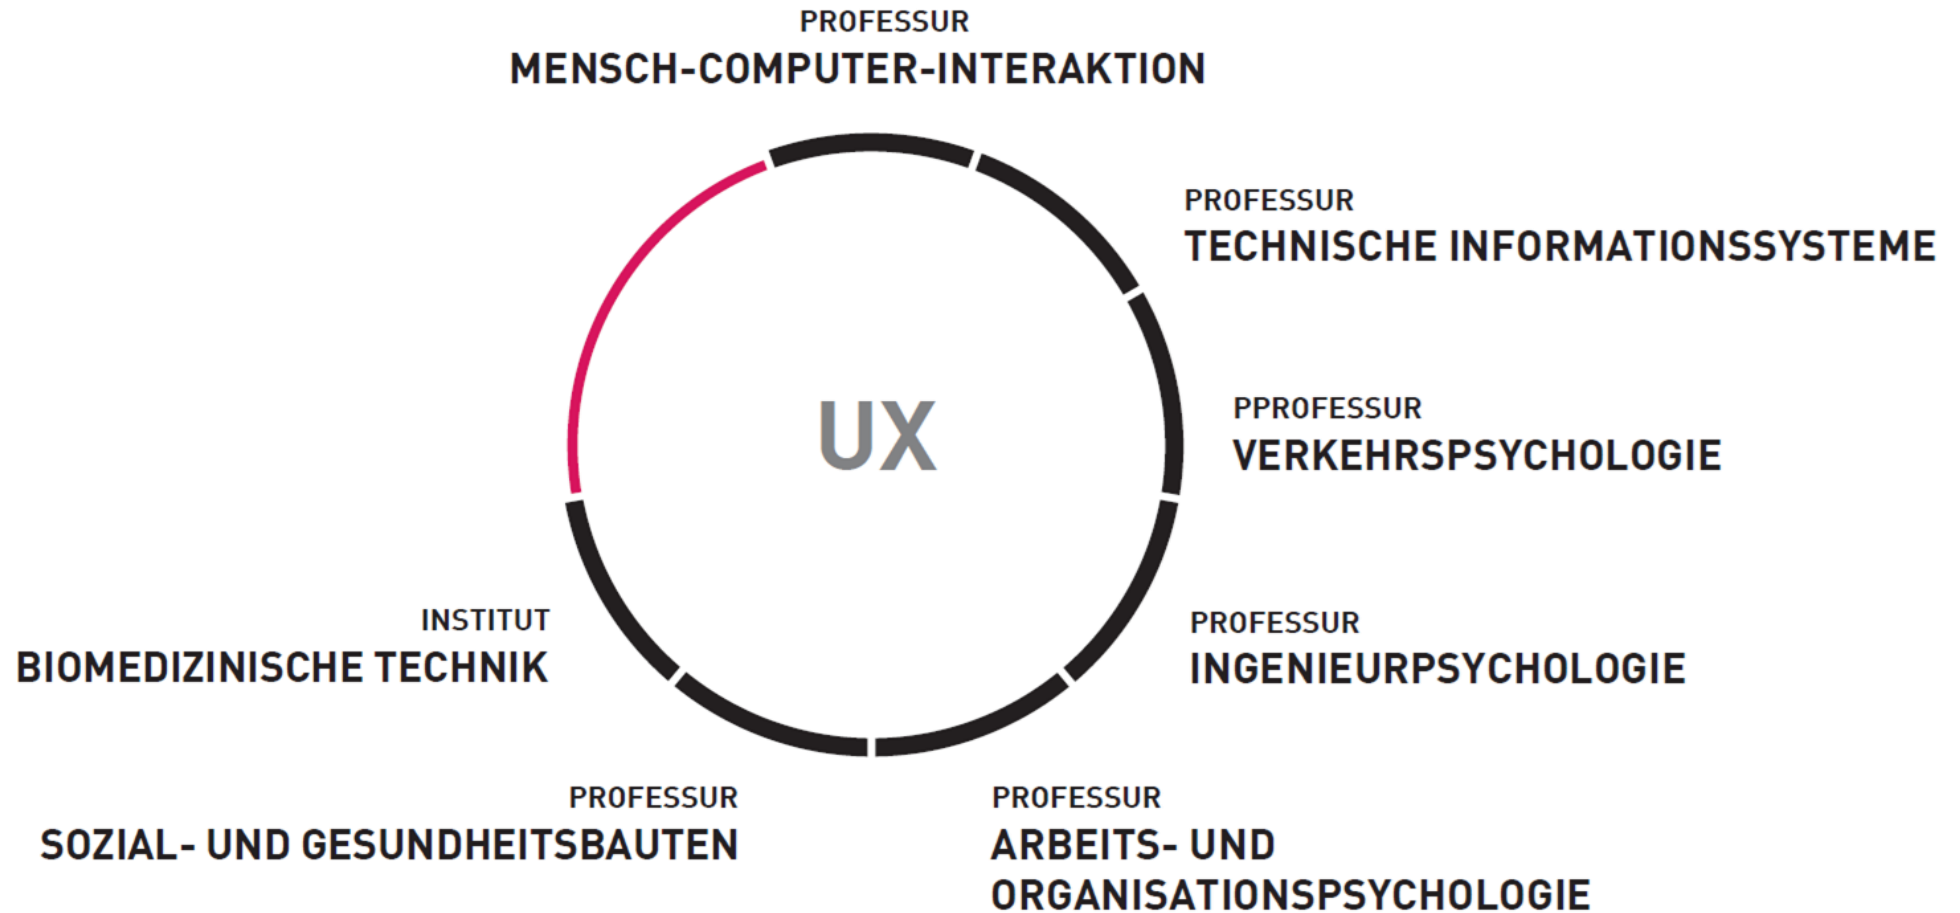 PROFESSUR
MENSCH-COMPUTER-INTERAKTION
PROFESSUR
TECHNISCHE INFORMATIONSSYSTEME
PPROFESSUR
VERKEHRSPSYCHOLOGIE
UX
INSTITUT
BIOMEDIZINISCHE TECHNIK
PROFESSUR
INGENIEURPSYCHOLOGIE
PROFESSUR
SOZIAL- UND GESUNDHEITSBAUTEN
PROFESSUR
ARBEITS- UND
ORGANISATIONSPSYCHOLOGIE